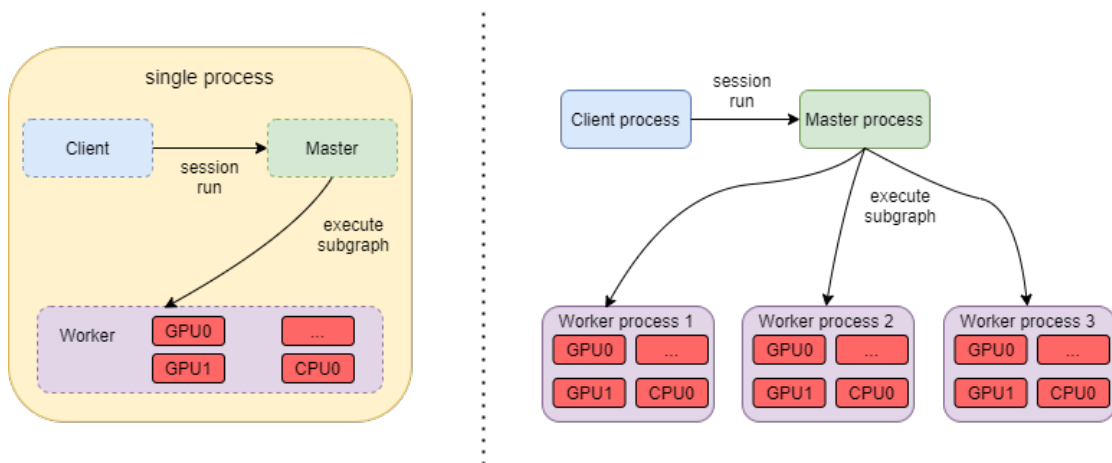 single process
Client
Master
session
run
execute
subgraph
Worker
GPU0
...
GPU1
CPU0
Client process
session
run
Master process
execute
subgraph
Worker process 1
GPU0
...
GPU1
CPU0
Worker process 2
GPU0
...
GPU1
CPU0
Worker process 3
GPU0
...
GPU1
CPU0